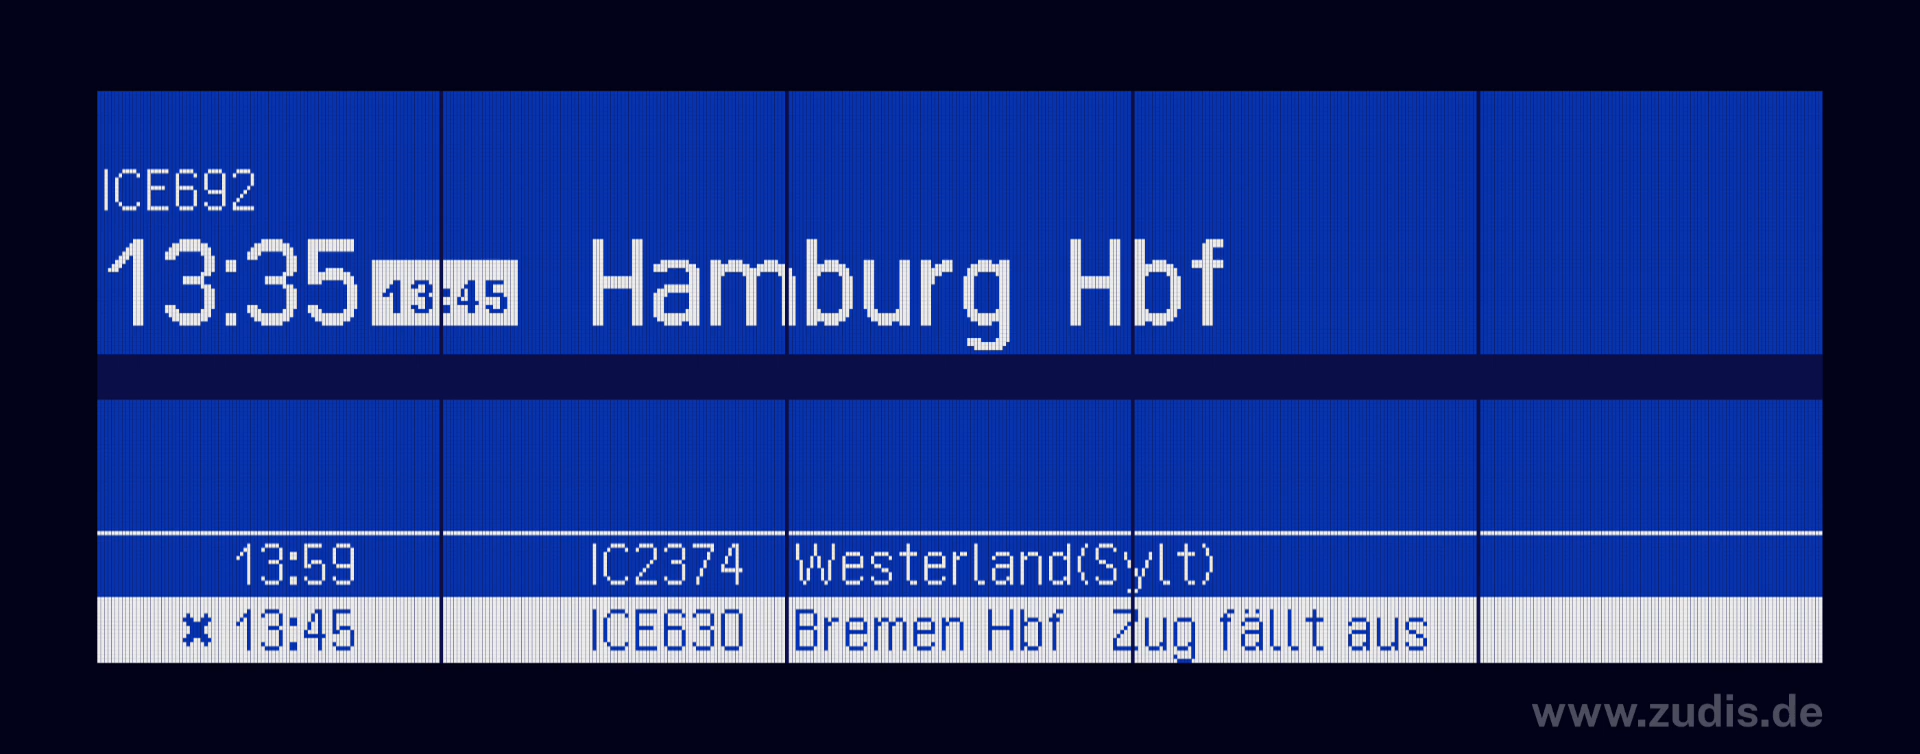 ICE692
13:35 13:45 Hamburg Hbf
13:59 IC2374 Westerland(Sylt)
13:45 ICE630 Bremen Hbf Zug fällt aus
www.zudis.de